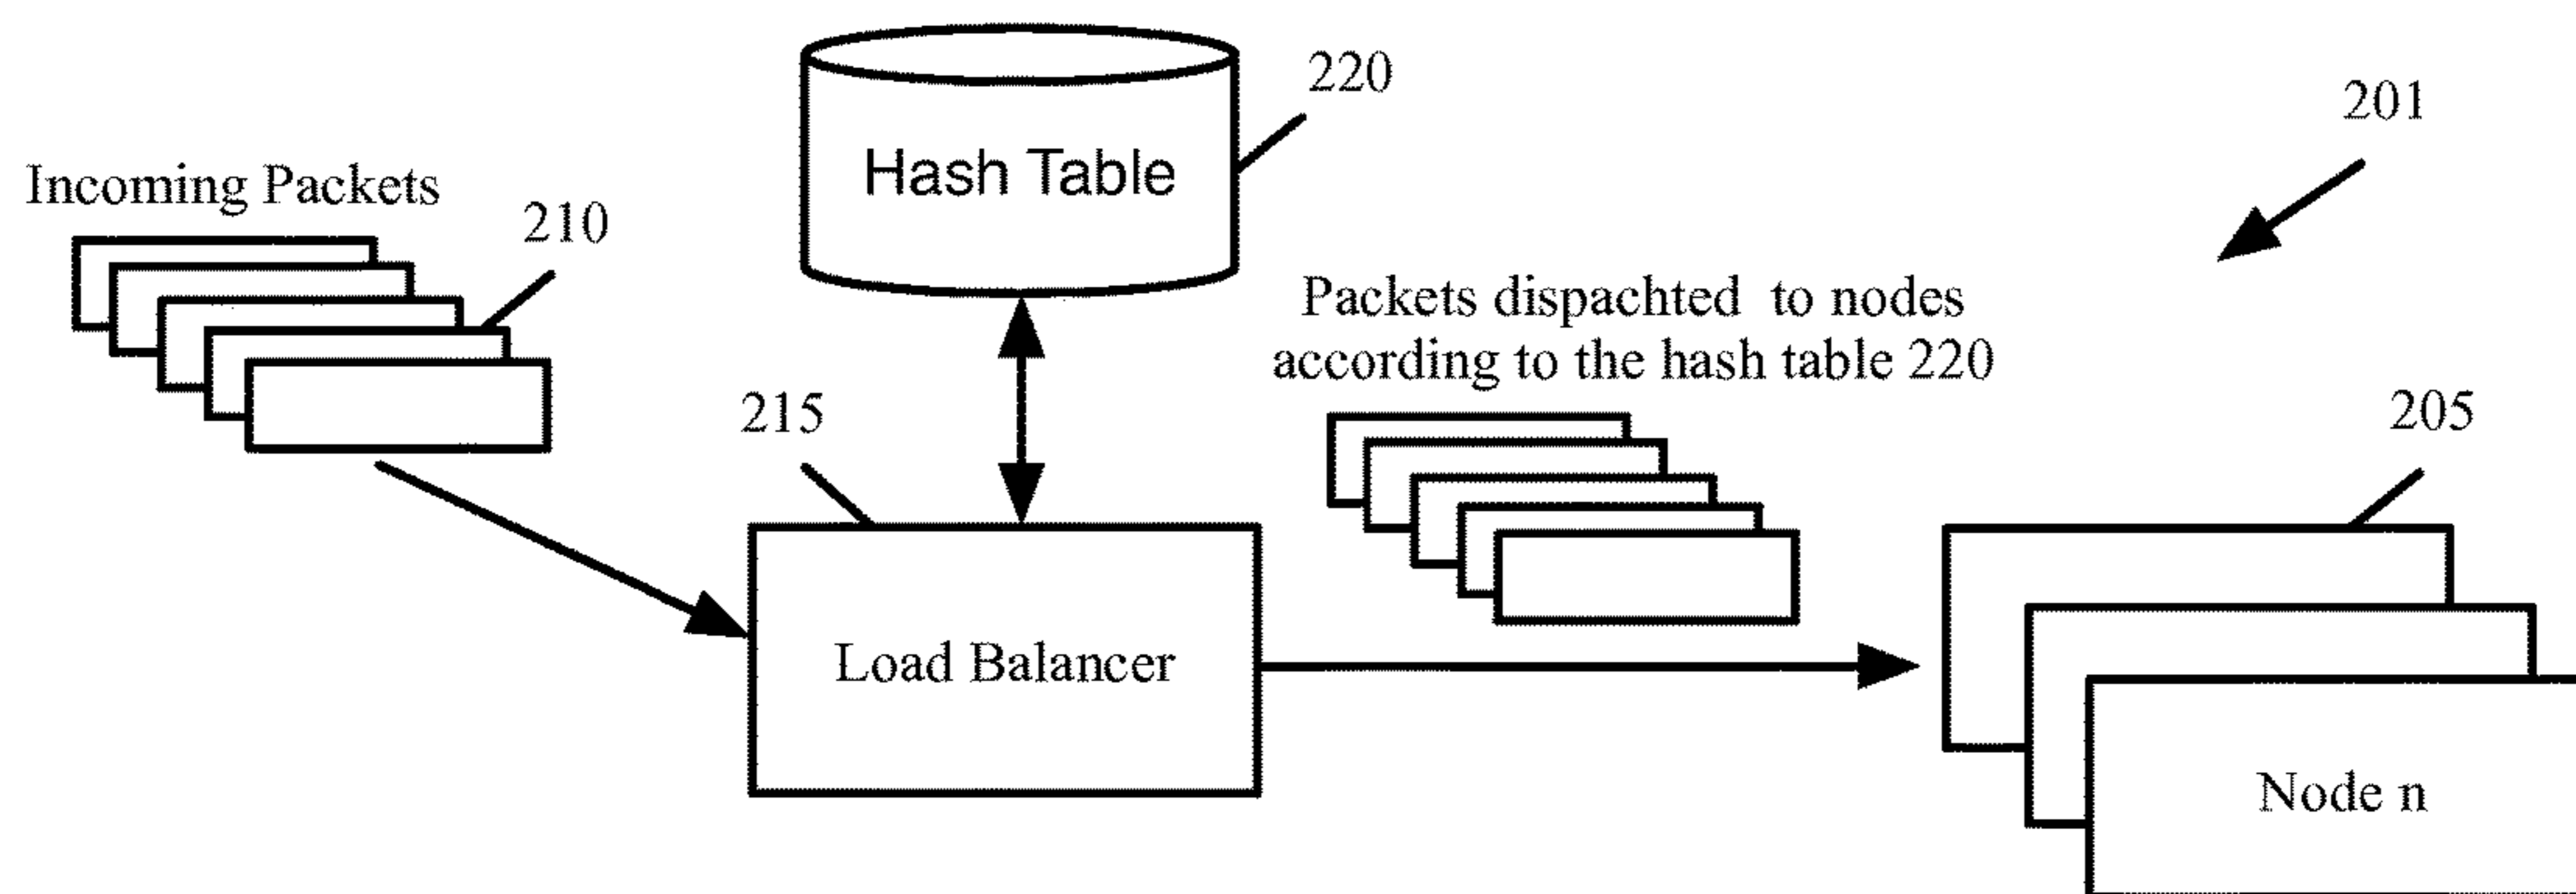 220
201
Hash Table
Incoming Packets
210
Packets dispachted to nodes
according to the hash table 220
215
205
Load Balancer
Node n